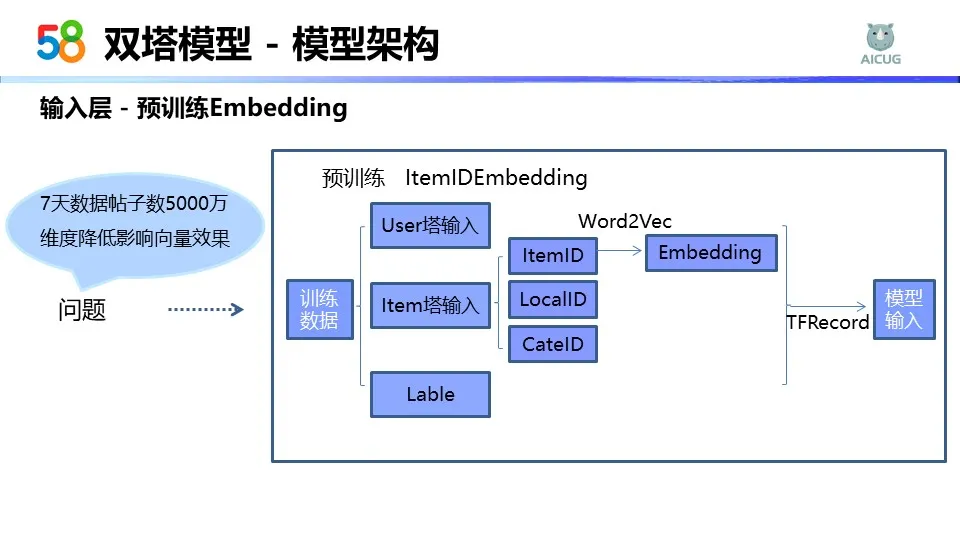 58 双塔模型 - 模型架构
AICUG
输入层 - 预训练Embedding
7天数据帖子数5000万
维度降低影响向量效果
问题
预训练 ItemIDEmbedding
训练
数据
User塔输入
Item塔输入
Lable
ItemID
LocalID
CateID
Word2Vec
Embedding
TFRecord
模型
输入